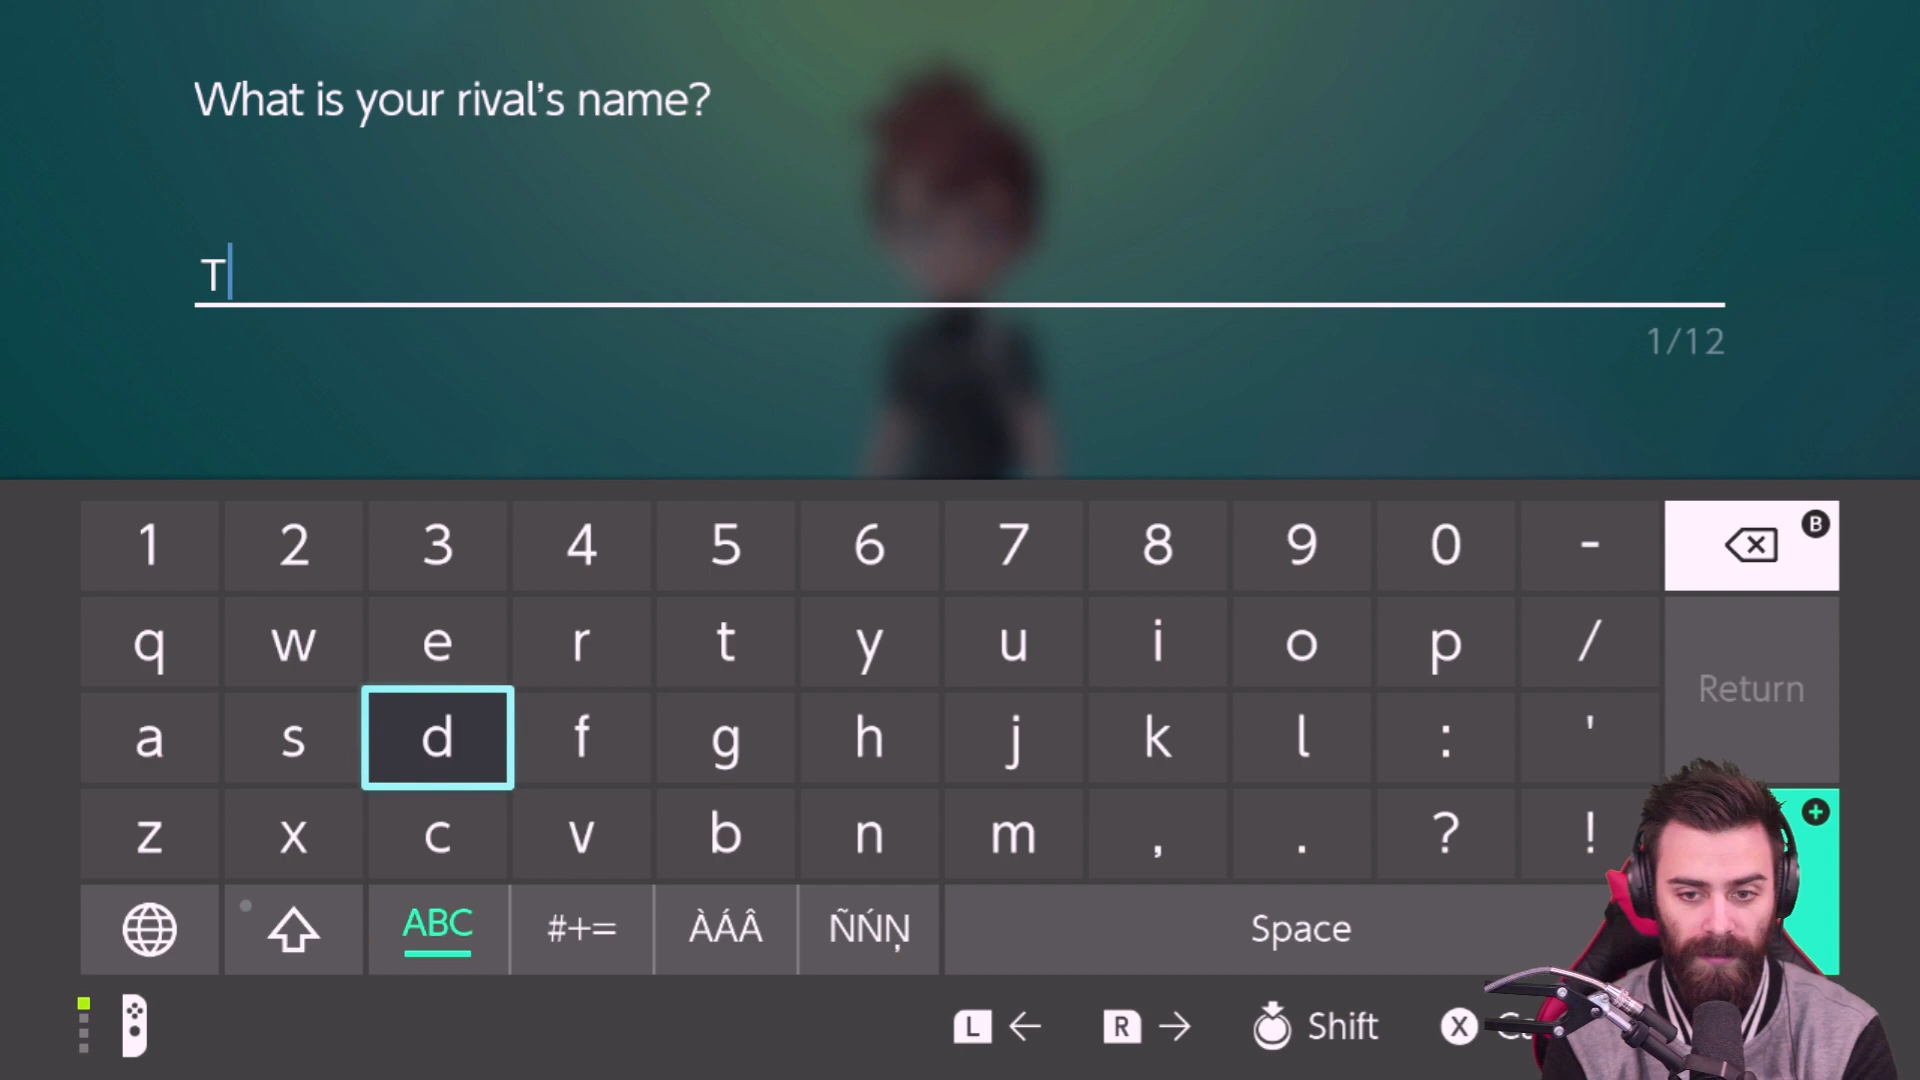 What is your rival's name?
T
1/12
1 2 3 4 5 6 7 8 9 0 - B
q w e r t y u i o p /
Return
a s d f g h j k l : '
z x c v b n m , . ? ! +
ABC #+= ÀÁÂ ÑŃŅ Space
L ← R → Shift X